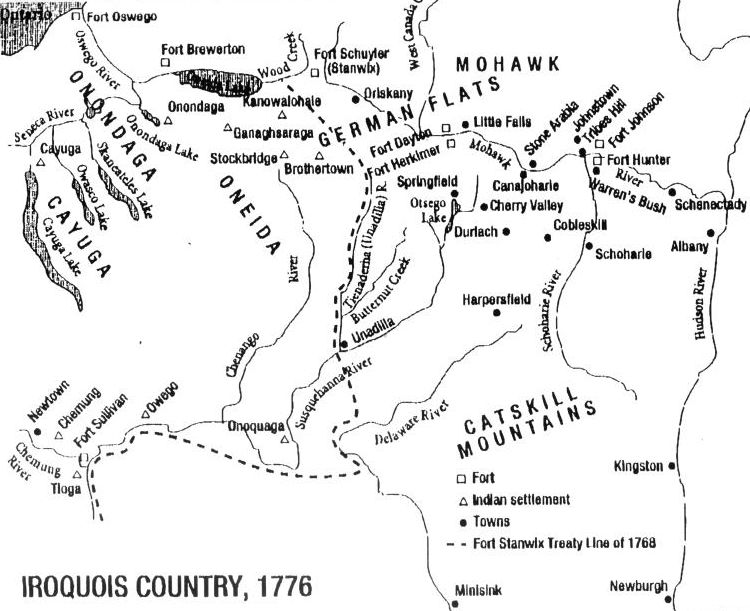 Ontario
Fort Oswego
Oswego River
Fort Brewerton
Wood Creek
Fort Schuyler
(Stanwix)
West Canada C
MOHAWK
ONONDAGA
Onondaga
Kanowalohale
Oriskany
GERMAN FLATS
Seneca River
Onondaga Lake
Ganaghsaraga
Fort Dayton
Little Falls
Stone Arabia
Johnstown
Tribes Hill
Fort Johnson
Cayuga
Skaneateles Lake
Stockbridge
Brothertown
Fort Herkimer
Mohawk
River
Fort Hunter
Owasco Lake
ONEIDA
Springfield
Canajoharie
Warren's Bush
Schenectady
CAYUGA
Cayuga Lake
Otsego
Lake
Cherry Valley
Durlach
Cobleskill
Schoharie
Albany
Tienaderha (Unadilla) R.
Butternut Creek
River
Chenango
Harpersfield
Schoharie River
Hudson River
Unadilla
Susquehanna River
Newtown
Chemung
Fort Sullivan
Owego
Onoquaga
Delaware River
CATSKILL
MOUNTAINS
Chemung
River
Tioga
Kingston
Fort
Indian settlement
Towns
Fort Stanwix Treaty Line of 1768
IROQUOIS COUNTRY, 1776
Minisink
Newburgh